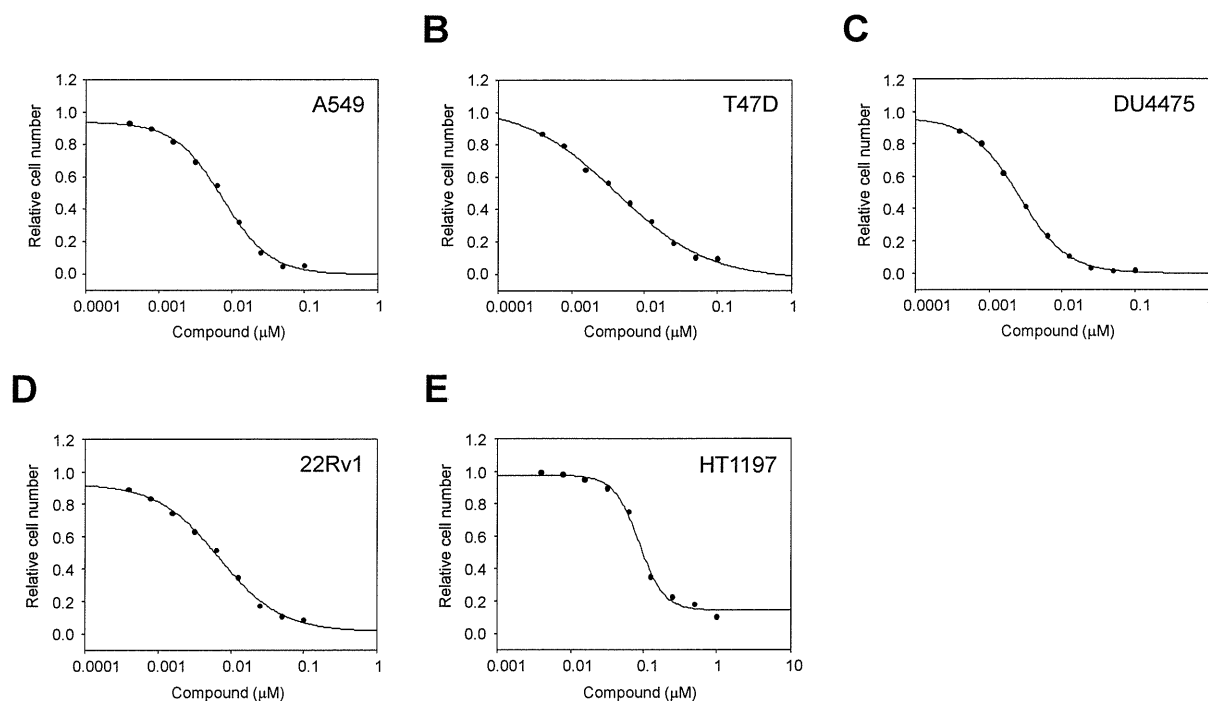 B
C
1.2
1.0
0.8
0.6
0.4
0.2
0.0
Relative cell number
A549
0.0001 0.001 0.01 0.1 1
Compound (µM)
1.2
1.0
0.8
0.6
0.4
0.2
0.0
Relative cell number
T47D
0.0001 0.001 0.01 0.1 1
Compound (µM)
1.2
1.0
0.8
0.6
0.4
0.2
0.0
Relative cell number
DU4475
0.0001 0.001 0.01 0.1
Compound (µM)
D
E
1.2
1.0
0.8
0.6
0.4
0.2
0.0
Relative cell number
22Rv1
0.0001 0.001 0.01 0.1 1
Compound (µM)
1.2
1.0
0.8
0.6
0.4
0.2
0.0
Relative cell number
HT1197
0.001 0.01 0.1 1 10
Compound (µM)